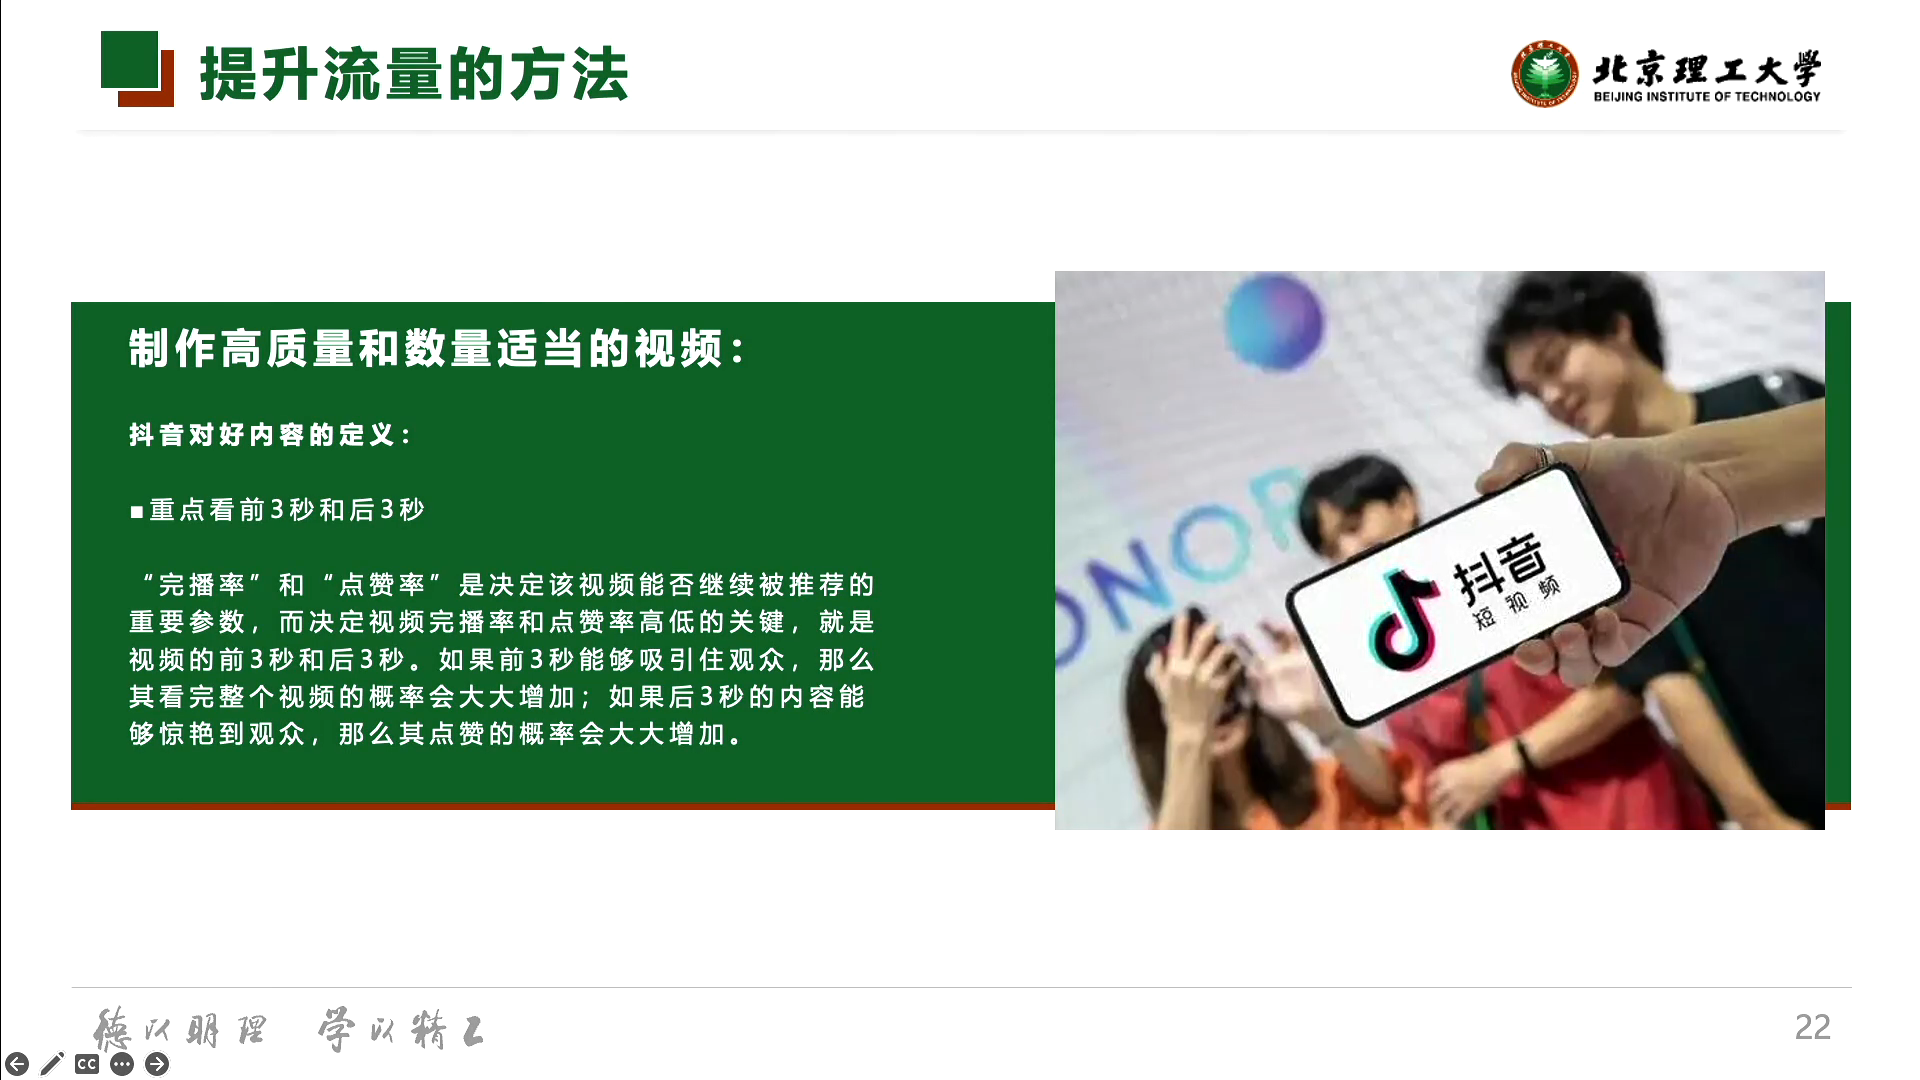 提升流量的方法
北京理工大学
BEIJING INSTITUTE OF TECHNOLOGY
制作高质量和数量适当的视频：
抖音对好内容的定义：
■重点看前3秒和后3秒
“完播率”和“点赞率”是决定该视频能否继续被推荐的
重要参数，而决定视频完播率和点赞率高低的关键，就是
视频的前3秒和后3秒。如果前3秒能够吸引住观众，那么
其看完整个视频的概率会大大增加；如果后3秒的内容能
够惊艳到观众，那么其点赞的概率会大大增加。
ONOR
抖音
短视频
德以明理 学以精工
22
CC